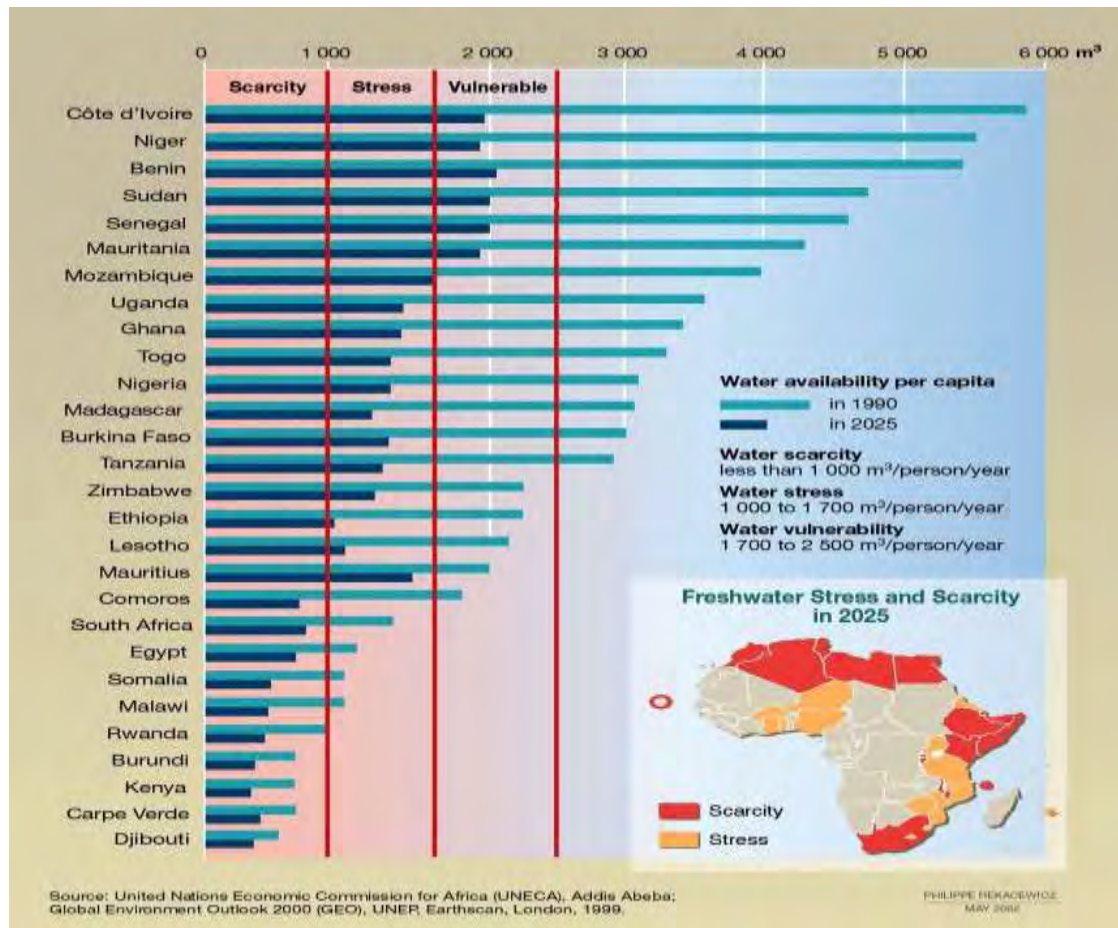 0 1 000 2 000 3 000 4 000 5 000 6 000 m³
Scarcity Stress Vulnerable
Côte d'Ivoire
Niger
Benin
Sudan
Senegal
Mauritania
Mozambique
Uganda
Ghana
Togo
Nigeria
Madagascar
Burkina Faso
Tanzania
Zimbabwe
Ethiopia
Lesotho
Mauritius
Comoros
South Africa
Egypt
Somalia
Malawi
Rwanda
Burundi
Kenya
Carpe Verde
Djibouti
Water availability per capita
in 1990
in 2025
Water scarcity
less than 1 000 m³/person/year
Water stress
1 000 to 1 700 m³/person/year
Water vulnerability
1 700 to 2 500 m³/person/year
Freshwater Stress and Scarcity
in 2025
Scarcity
Stress
Source: United Nations Economic Commission for Africa (UNECA), Addis Abeba;
Global Environment Outlook 2000 (GEO), UNEP, Earthscan, London, 1999.
PHILIPPE REKACEWICZ
MAY 2002